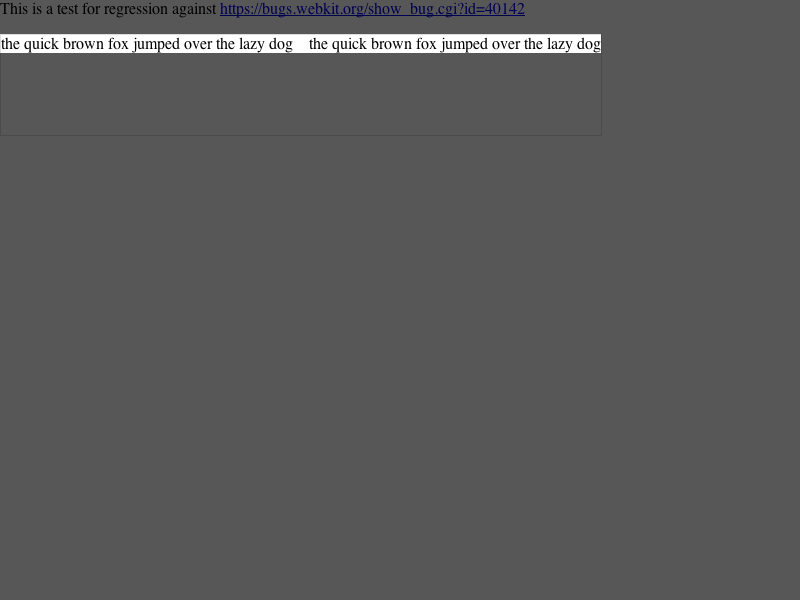 This is a test for regression against https://bugs.webkit.org/show_bug.cgi?id=40142
the quick brown fox jumped over the lazy dog the quick brown fox jumped over the lazy dog